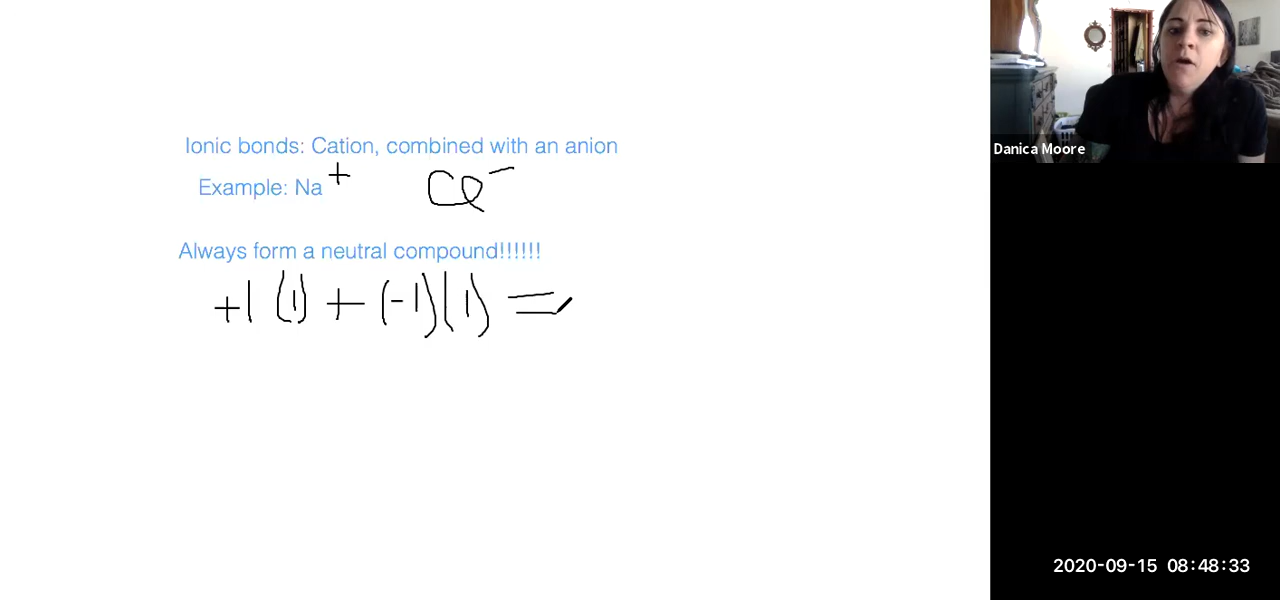 Ionic bonds: Cation, combined with an anion
Example: Na + Cl -
Always form a neutral compound!!!!!!
+1 (1) + (-1)(1) =
Danica Moore
2020-09-15 08:48:33